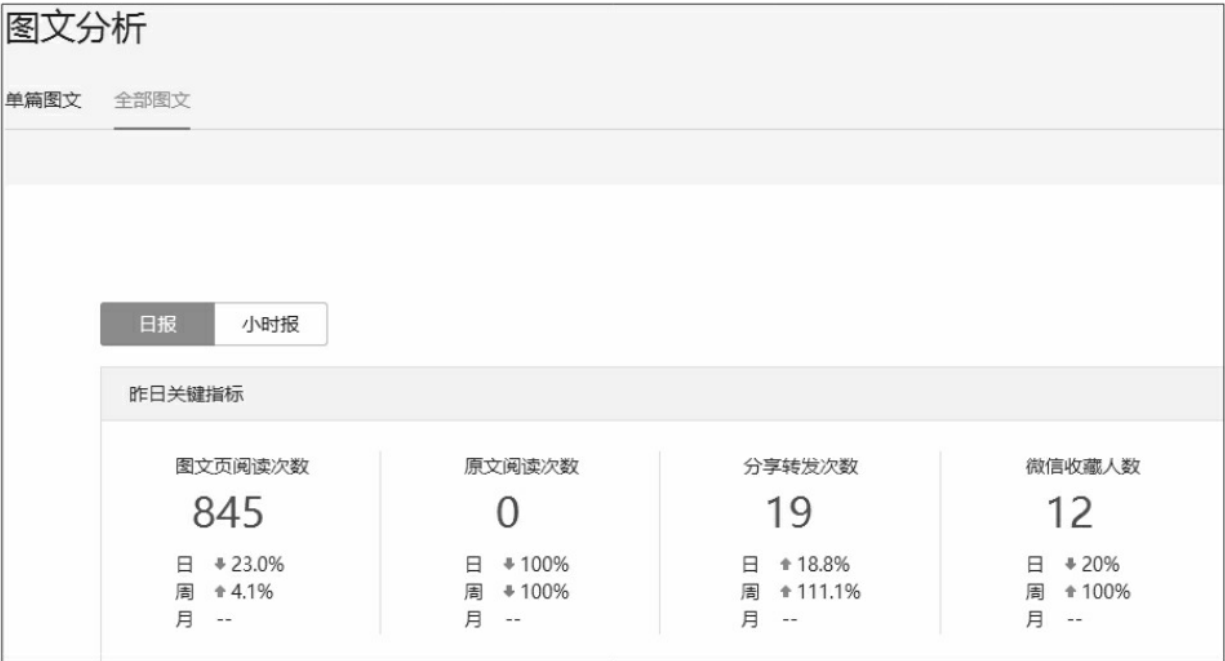 图文分析
单篇图文 全部图文
日报 小时报
昨日关键指标
图文页阅读次数 原文阅读次数 分享转发次数 微信收藏人数
845 0 19 12
日 ↓ 23.0% 日 ↓ 100% 日 ↑ 18.8% 日 ↓ 20%
周 ↑ 4.1% 周 ↓ 100% 周 ↑ 111.1% 周 ↑ 100%
月 -- 月 -- 月 -- 月 --